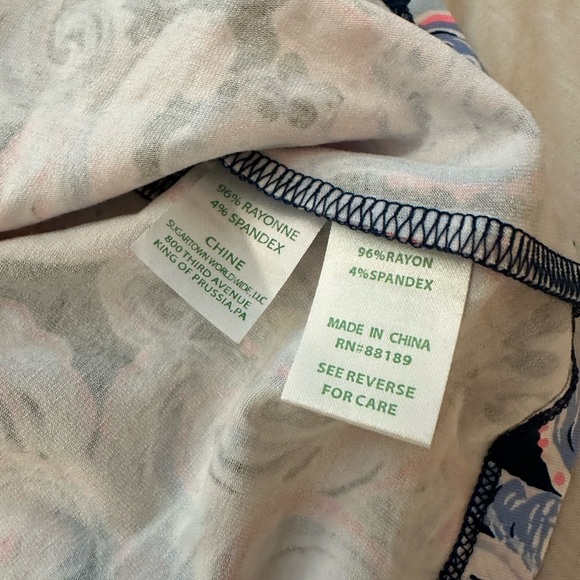 96% RAYONNE
4% SPANDEX
CHINE
SUGARTOWN WORLDWIDE, LLC
800 THIRD AVENUE
KING OF PRUSSIA, PA
96%RAYON
4%SPANDEX
MADE IN CHINA
RN#88189
SEE REVERSE
FOR CARE